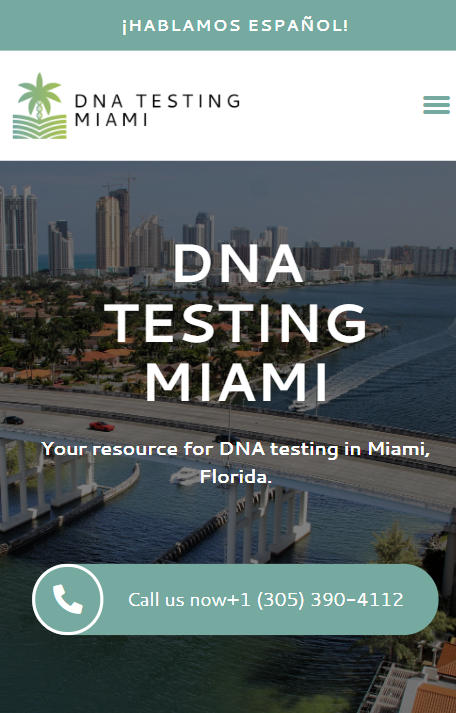 ¡HABLAMOS ESPAÑOL!
DNA TESTING
MIAMI
DNA
TESTING
MIAMI
Your resource for DNA testing in Miami,
Florida.
Call us now+1 (305) 390-4112